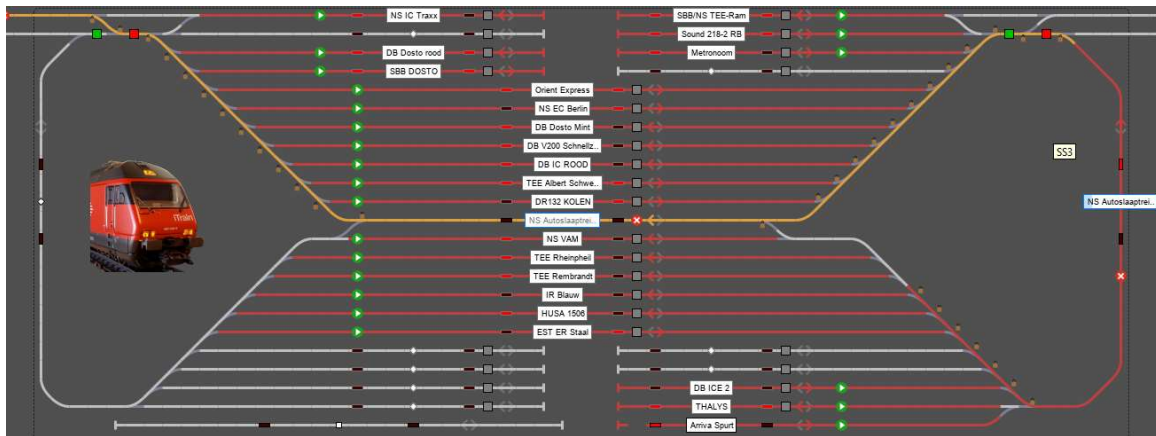 NS IC Traxx
SBB/NS TEE-Ram
Sound 218-2 RB
DB Dosto rood
Metronoom
SBB DOSTO
Orient Express
NS EC Berlin
DB Dosto Mint
DB V200 Schnellz..
SS3
DB IC ROOD
TEE Albert Schwe..
DR132 KOLEN
NS Autoslaaptrei..
NS Autoslaaptrei..
iTrain
NS VAM
TEE Rheinpheil
TEE Rembrandt
IR Blauw
HUSA 1506
EST ER Staal
DB ICE 2
THALYS
Arriva Spurt